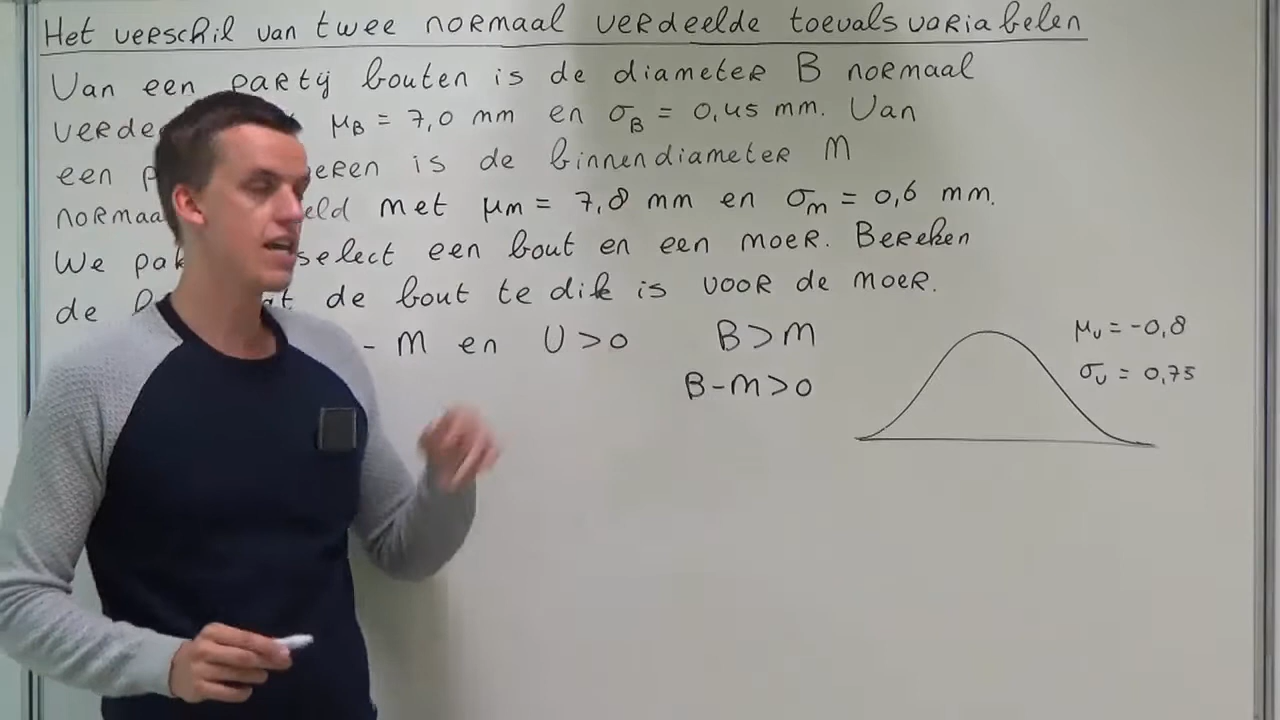 Het verschil van twee normaal verdeelde toevalsvariabelen
Van een partij bouten is de diameter B normaal
verde μB = 7,0 mm en σB = 0,45 mm. Van
een p eren is de binnendiameter M
normaa eld met μm = 7,8 mm en σm = 0,6 mm.
We pak select een bout en een moer. Bereken
de at de bout te dik is voor de moer.
- M en U>0 B>M
B-M>0
μU = -0,8
σU = 0,75